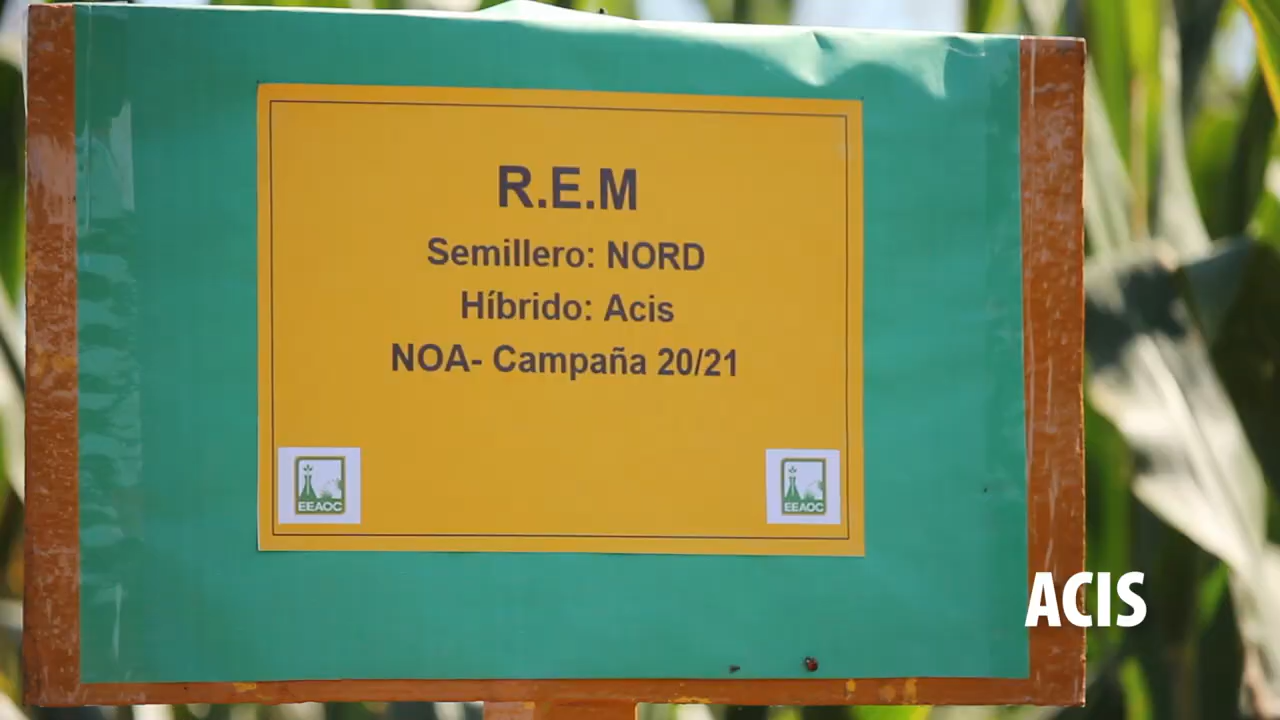 R.E.M
Semillero: NORD
Híbrido: Acis
NOA- Campaña 20/21
EEAOC
EEAOC
ACIS